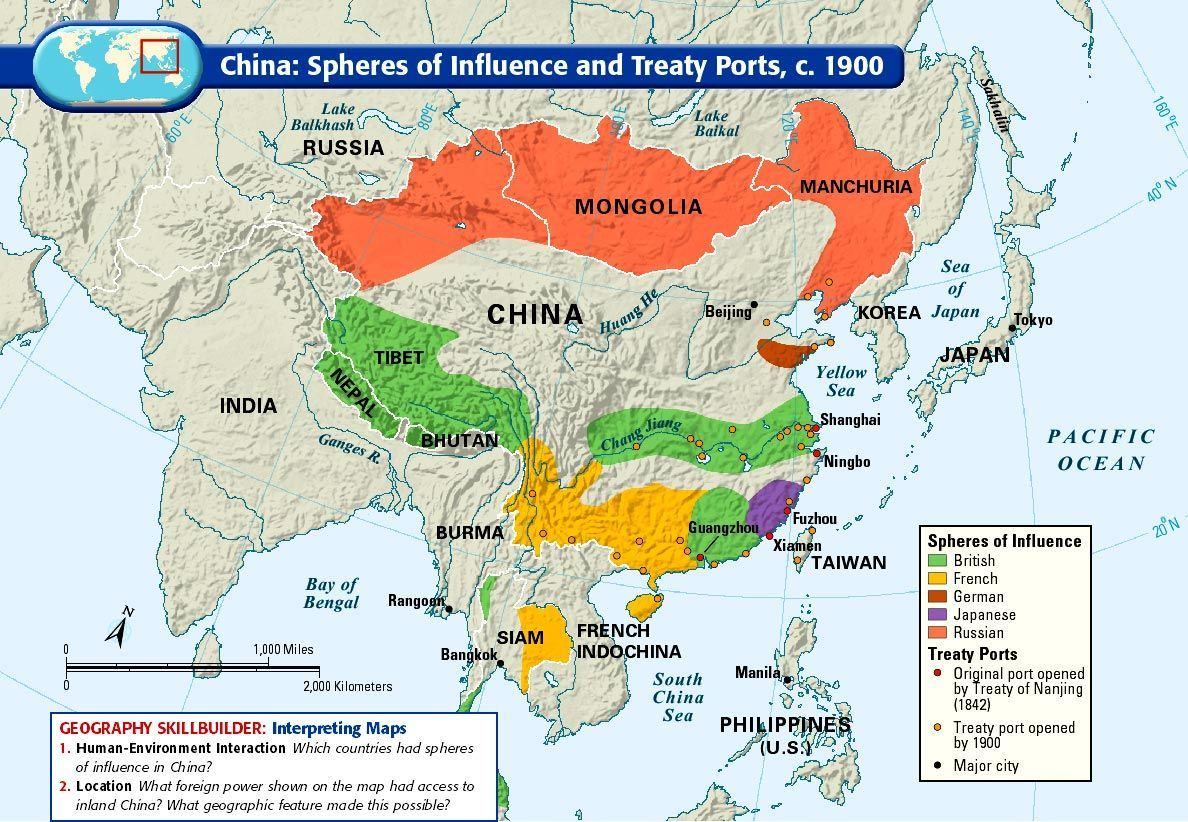 China: Spheres of Influence and Treaty Ports, c. 1900
60°E
80°E
100°E
120°E
140°E
160°E
40°N
20°N
Lake
Balkhash
RUSSIA
Lake
Baikal
Sakhalin
MONGOLIA
MANCHURIA
Sea
of
Japan
CHINA
Huang He
Beijing
KOREA
Tokyo
JAPAN
TIBET
NEPAL
Yellow
Sea
INDIA
BHUTAN
Ganges R.
Chang Jiang
Shanghai
Ningbo
PACIFIC
OCEAN
BURMA
Guangzhou
Fuzhou
Xiamen
TAIWAN
Bay of
Bengal
Rangoon
SIAM
Bangkok
FRENCH
INDOCHINA
South
China
Sea
Manila
PHILIPPINES
(U.S.)
N
0
1,000 Miles
0
2,000 Kilometers
Spheres of Influence
British
French
German
Japanese
Russian
Treaty Ports
Original port opened
by Treaty of Nanjing
(1842)
Treaty port opened
by 1900
Major city
GEOGRAPHY SKILLBUILDER: Interpreting Maps
1. Human-Environment Interaction Which countries had spheres
of influence in China?
2. Location What foreign power shown on the map had access to
inland China? What geographic feature made this possible?